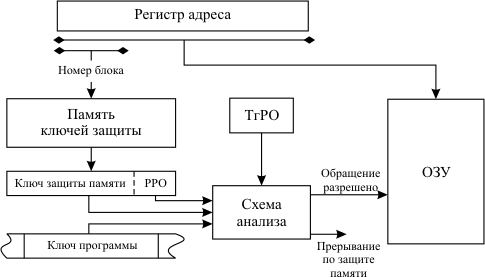 Регистр адреса
Номер блока
Память
ключей защиты
ТгРО
ОЗУ
Ключ защиты памяти
РРО
Обращение
разрешено
Схема
анализа
Ключ программы
Прерывание
по защите
памяти